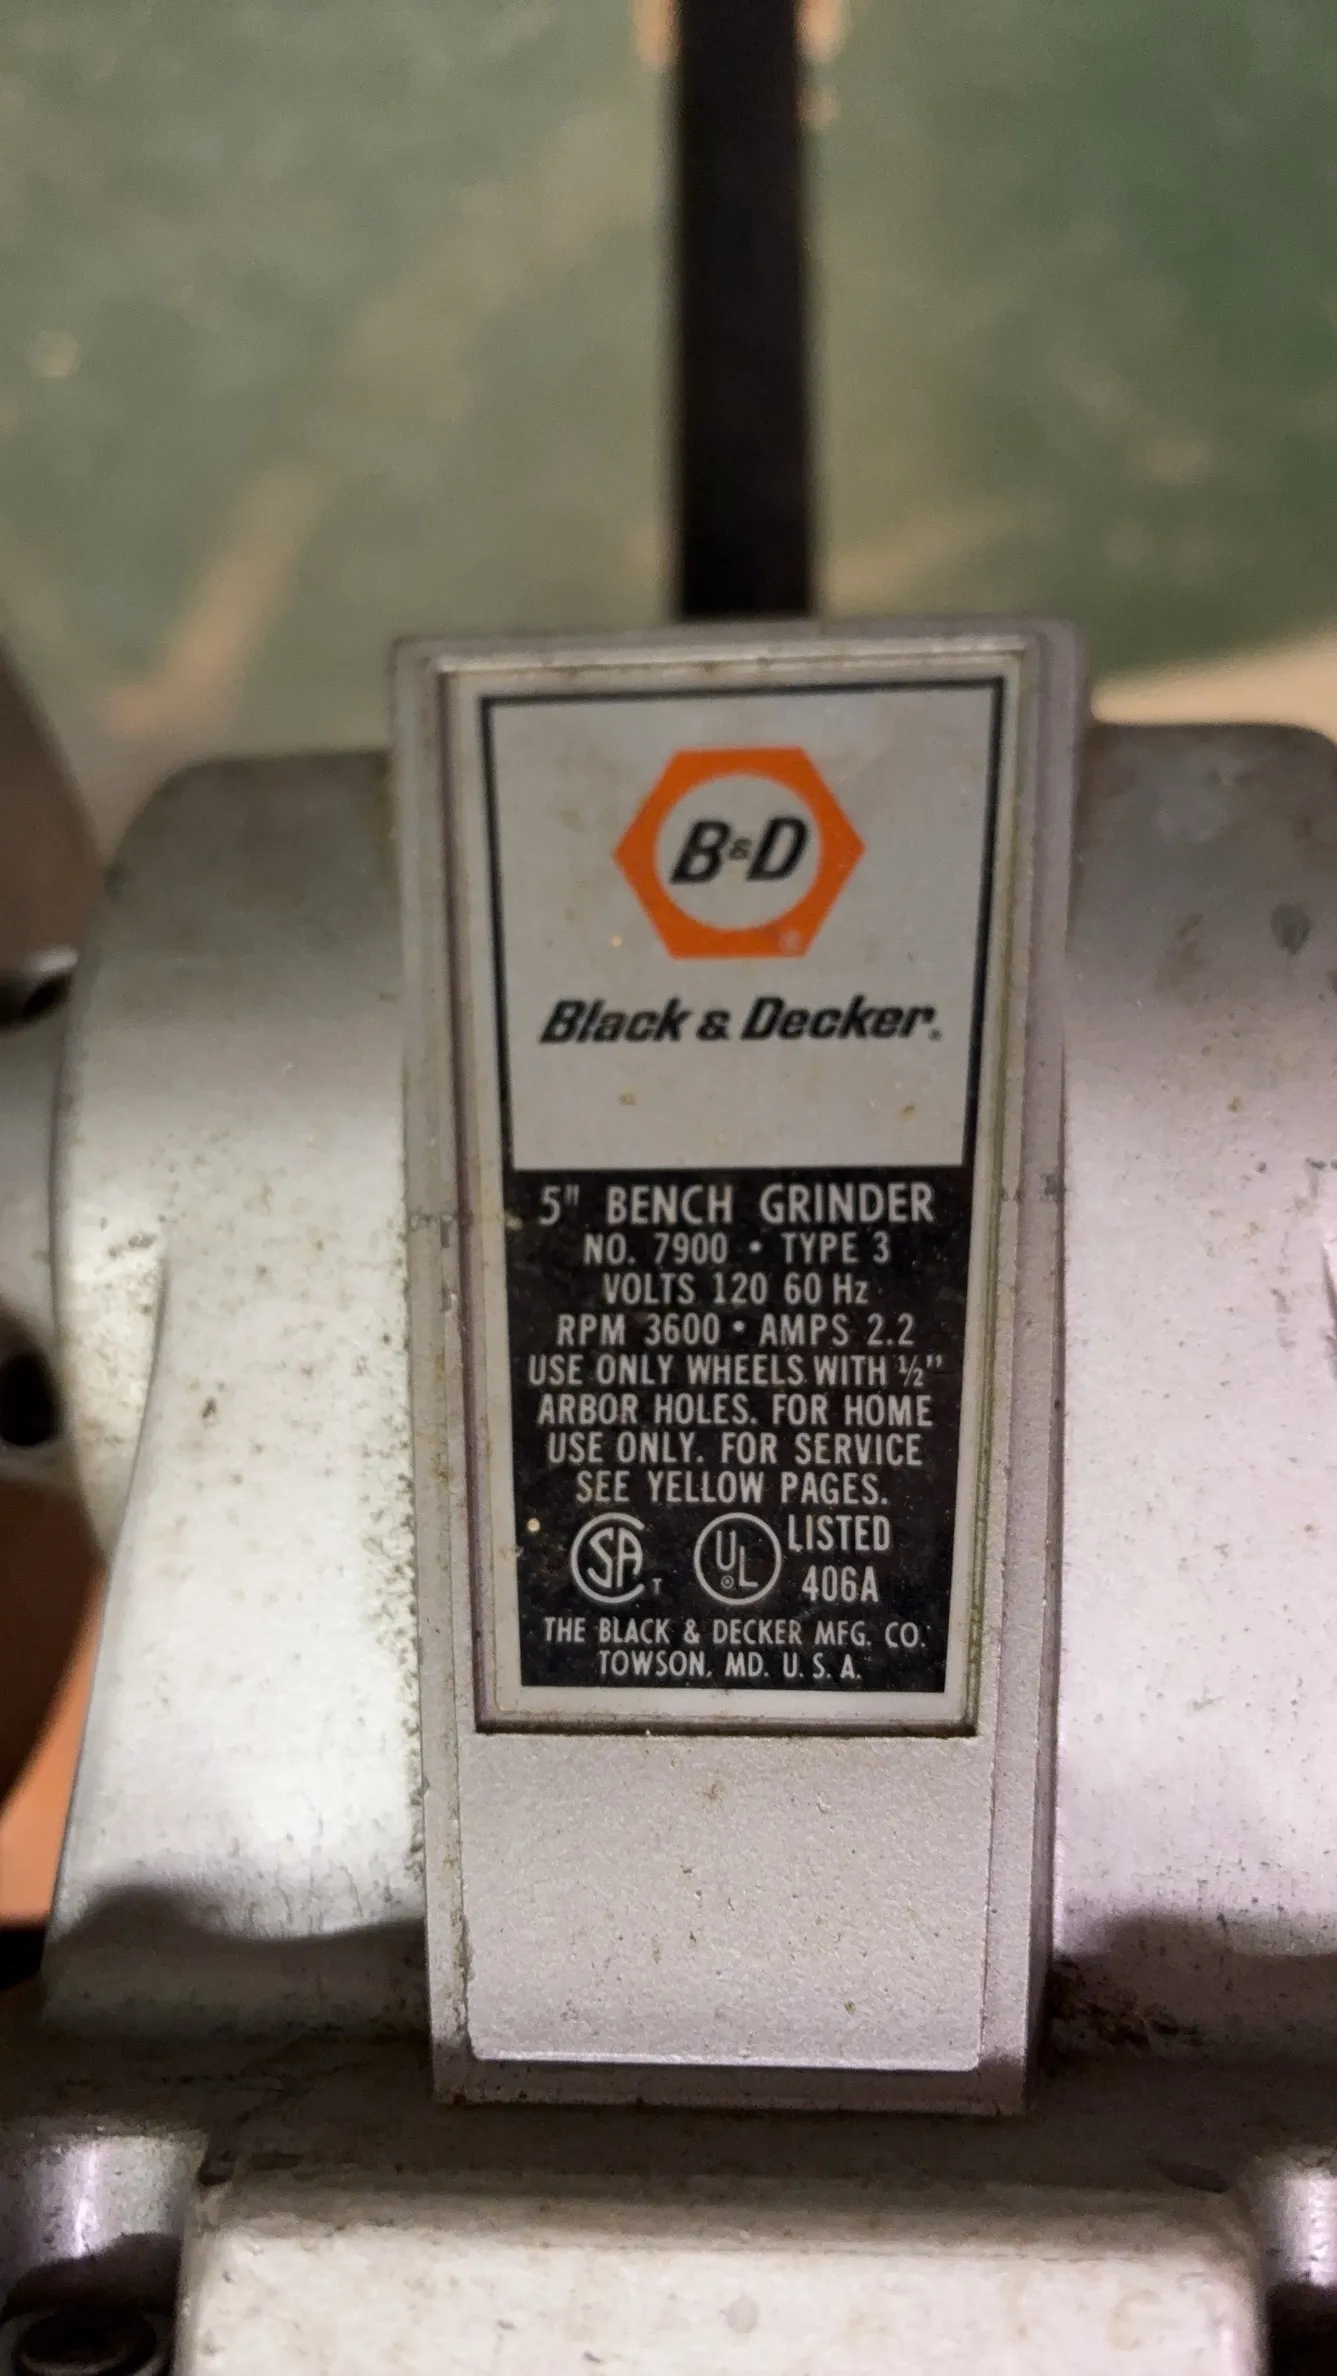 B&D
®
Black & Decker.
5" BENCH GRINDER
NO. 7900 • TYPE 3
VOLTS 120 60 Hz
RPM 3600 • AMPS 2.2
USE ONLY WHEELS WITH ½"
ARBOR HOLES. FOR HOME
USE ONLY. FOR SERVICE
SEE YELLOW PAGES.
SA T UL ® LISTED
406A
THE BLACK & DECKER MFG. CO.
TOWSON, MD. U. S. A.